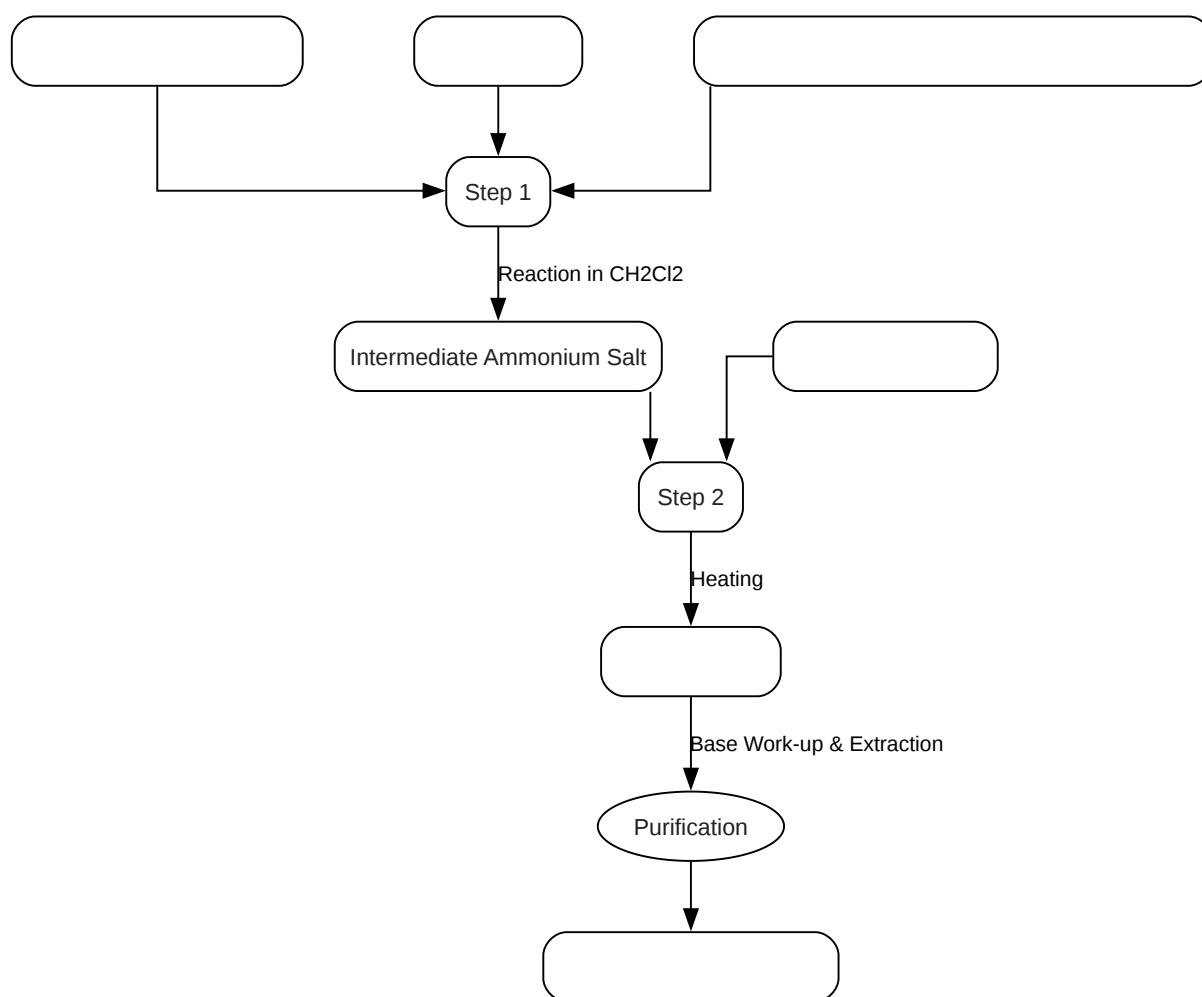 Step 1
Reaction in CH2Cl2
Intermediate Ammonium Salt
Step 2
Heating
Base Work-up & Extraction
Purification